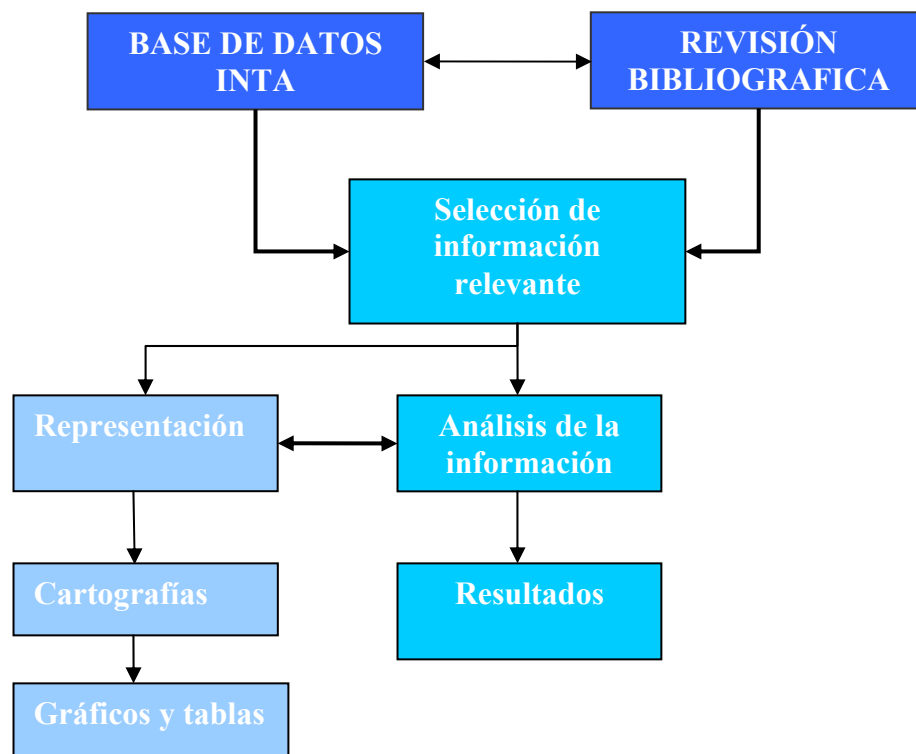 BASE DE DATOS
INTA
REVISIÓN
BIBLIOGRAFICA
Selección de
información
relevante
Representación
Análisis de la
información
Cartografías
Resultados
Gráficos y tablas